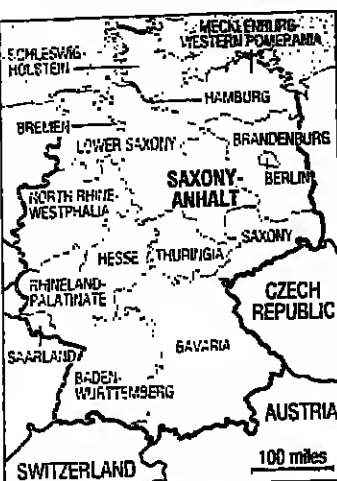 MECKLENBURG-
WESTERN POMERANIA
SCHLESWIG-
HOLSTEIN
HAMBURG
BREMEN
LOWER SAXONY
BRANDENBURG
BERLIN
SAXONY-
ANHALT
NORTH RHINE-
WESTPHALIA
SAXONY
HESSE
THURINGIA
RHINELAND-
PALATINATE
CZECH
REPUBLIC
SAARLAND
BAVARIA
BADEN-
WURTTEMBERG
AUSTRIA
100 miles
SWITZERLAND